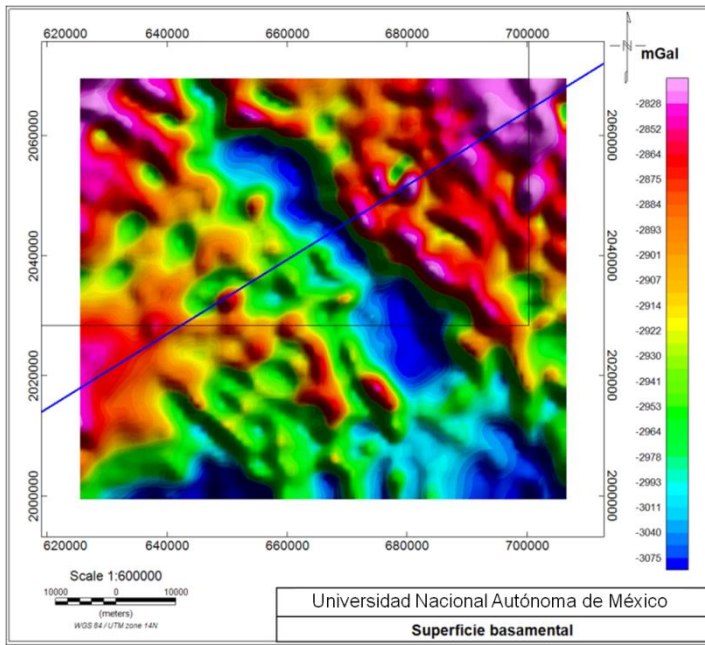 620000 640000 660000 680000 700000
N
mGal
-2828
-2852
-2864
-2875
-2884
-2893
-2901
-2907
-2914
-2922
-2930
-2941
-2953
-2964
-2978
-2993
-3011
-3040
-3075
2060000 2060000
2040000 2040000
2020000 2020000
2000000 2000000
620000 640000 660000 680000 700000
Scale 1:600000
10000 0 10000
(meters)
WGS 84 / UTM zone 14N
Universidad Nacional Autónoma de México
Superficie basamental